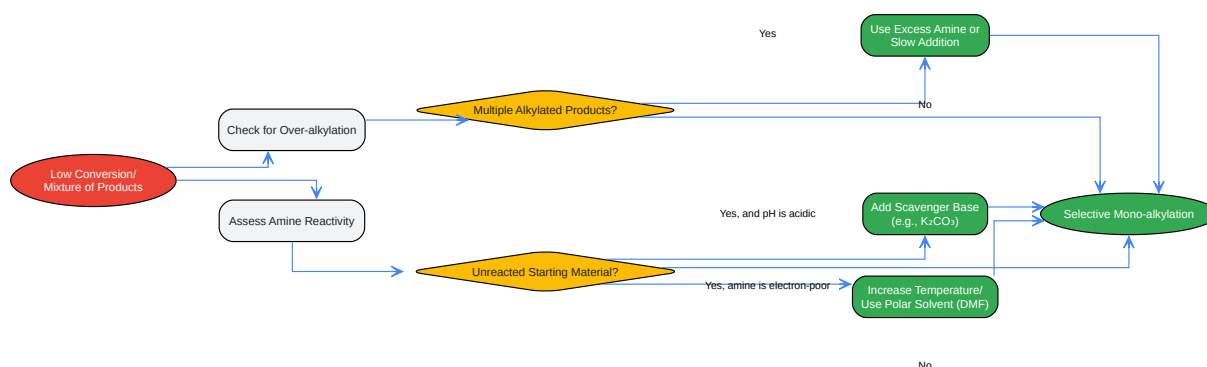 Yes
Use Excess Amine or
Slow Addition
Multiple Alkylated Products?
No
Check for Over-alkylation
Low Conversion/
Mixture of Products
Assess Amine Reactivity
Yes, and pH is acidic
Add Scavenger Base
(e.g., K₂CO₃)
Selective Mono-alkylation
Unreacted Starting Material?
Yes, amine is electron-poor
Increase Temperature/
Use Polar Solvent (DMF)
No